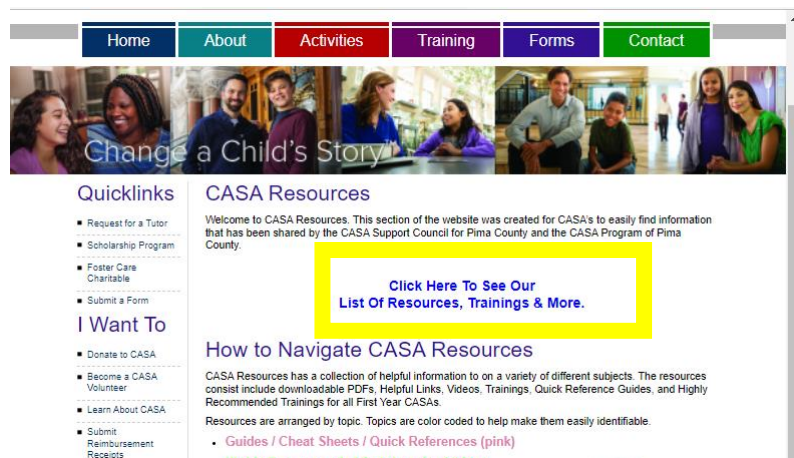 Home About Activities Training Forms Contact
Change a Child's Story
Quicklinks
Request for a Tutor
Scholarship Program
Foster Care
Charitable
Submit a Form
I Want To
Donate to CASA
Become a CASA
Volunteer
Learn About CASA
Submit
Reimbursement
Receipts
CASA Resources
Welcome to CASA Resources. This section of the website was created for CASA's to easily find information
that has been shared by the CASA Support Council for Pima County and the CASA Program of Pima
County.
Click Here To See Our
List Of Resources, Trainings & More.
How to Navigate CASA Resources
CASA Resources has a collection of helpful information to on a variety of different subjects. The resources
consist include downloadable PDFs, Helpful Links, Videos, Trainings, Quick Reference Guides, and Highly
Recommended Trainings for all First Year CASAs.
Resources are arranged by topic. Topics are color coded to help make them easily identifiable.
Guides / Cheat Sheets / Quick References (pink)